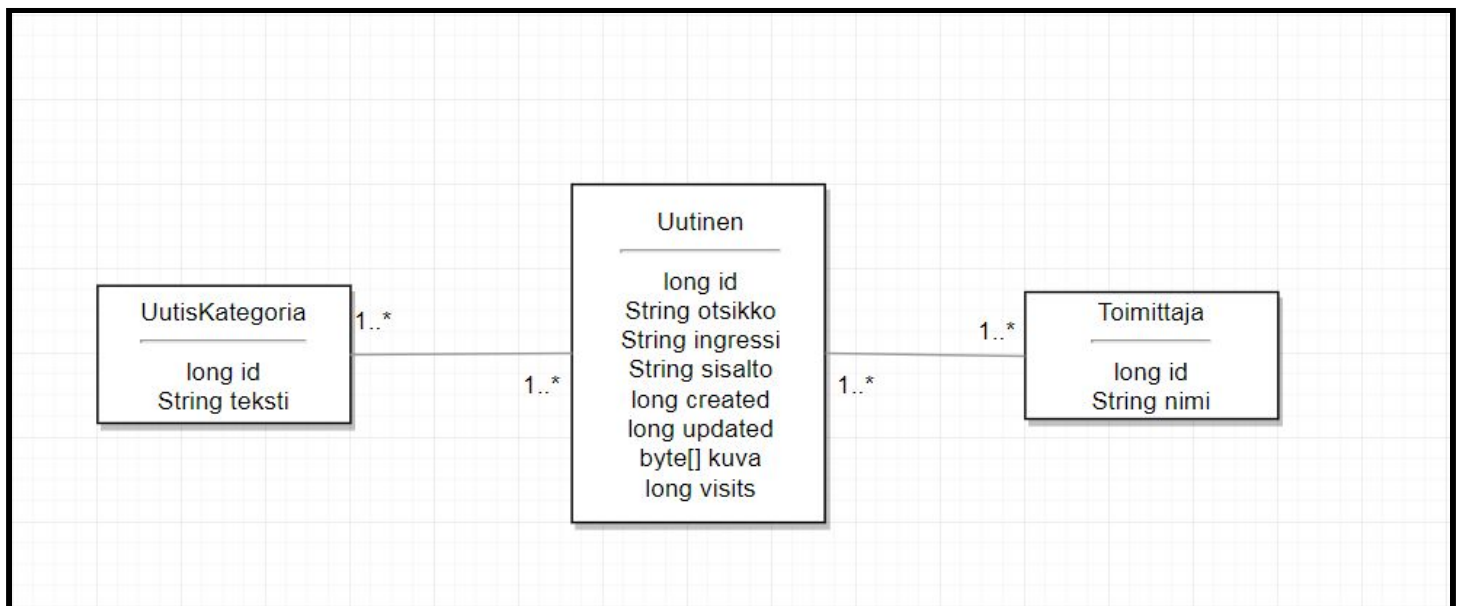 UutisKategoria
long id
String teksti
1..*
1..*
Uutinen
long id
String otsikko
String ingressi
String sisalto
long created
long updated
byte[] kuva
long visits
1..*
1..*
Toimittaja
long id
String nimi